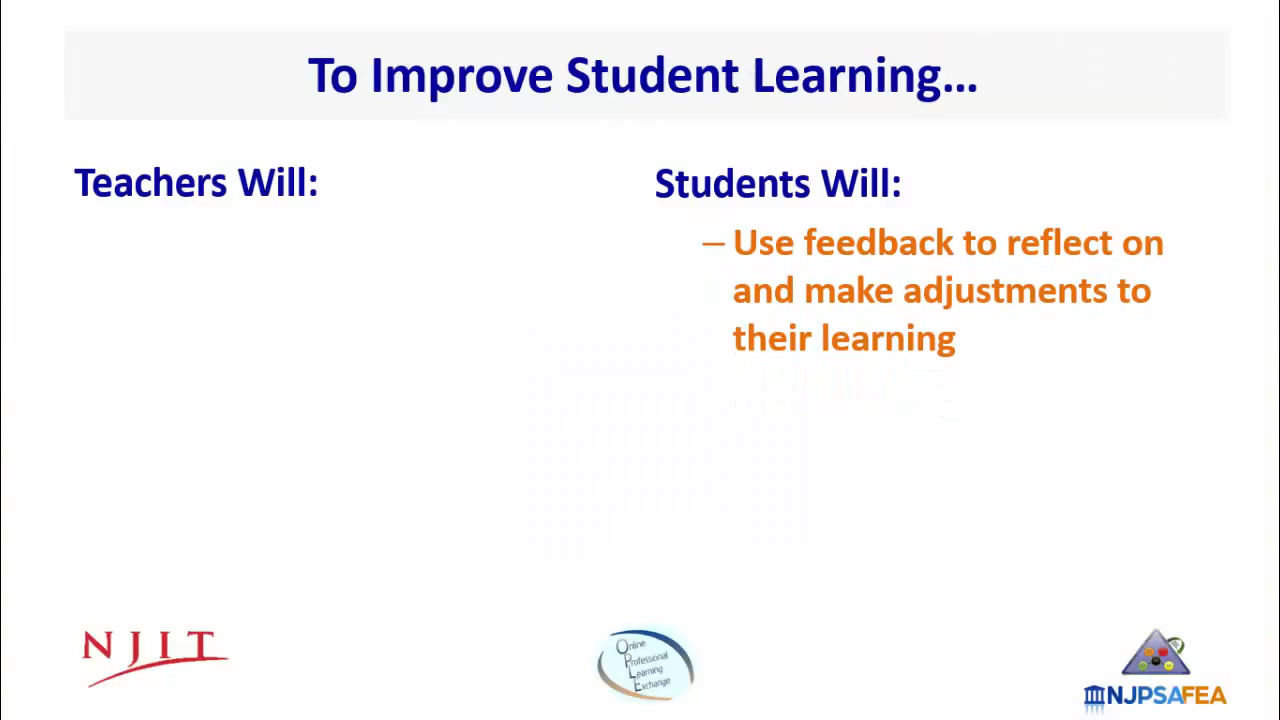 To Improve Student Learning...
Teachers Will:
Students Will:
– Use feedback to reflect on
and make adjustments to
their learning
NJIT
Online
Professional
Learning
Exchange
NJPSAFEA